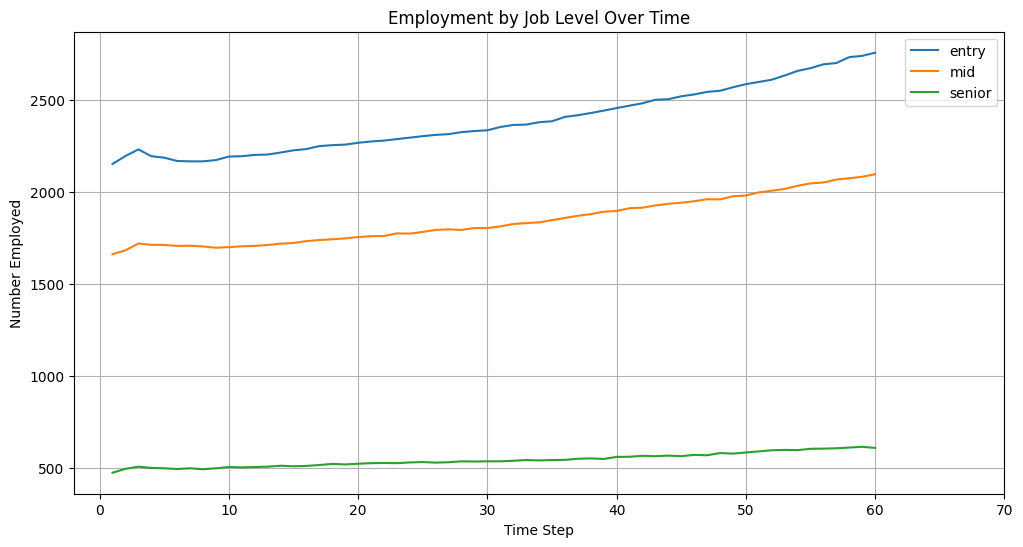 Employment by Job Level Over Time
entry
mid
senior
Number Employed
2500
2000
1500
1000
500
0 10 20 30 40 50 60 70
Time Step